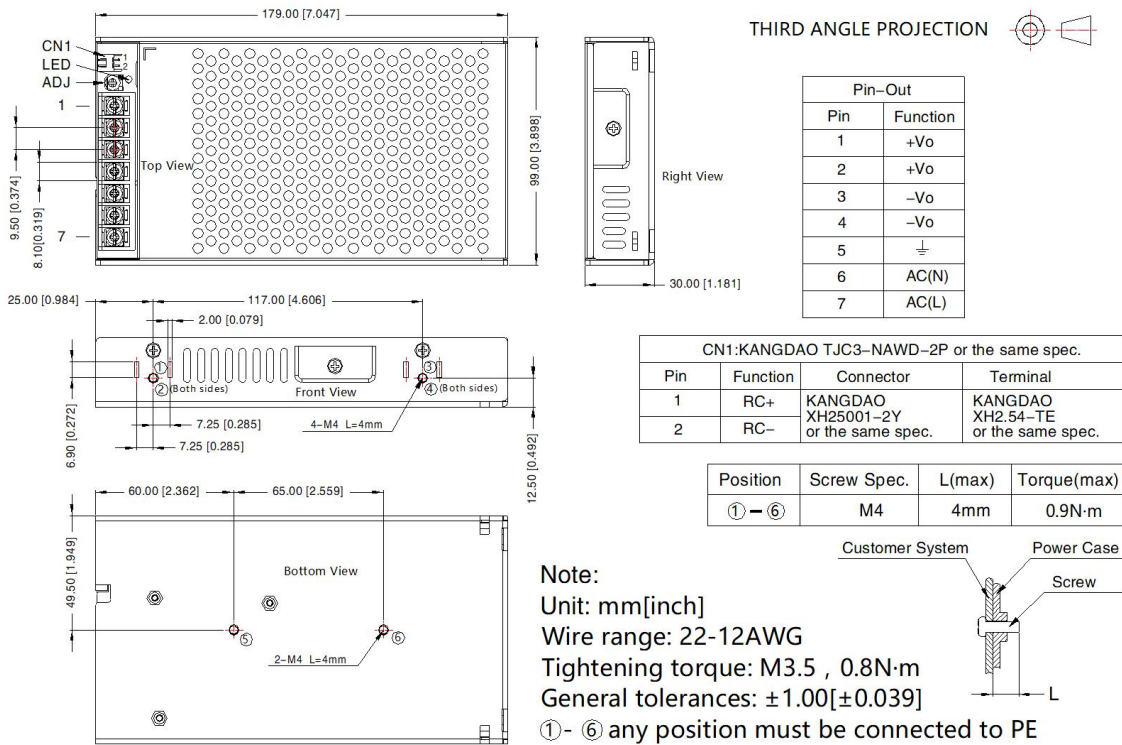 179.00 [7.047]
THIRD ANGLE PROJECTION
CN1
LED
ADJ
1
2
1
7
Top View
9.50 [0.374]
8.10[0.319]
99.00 [3.898]
Right View
30.00 [1.181]
Pin-Out
Pin Function
1 +Vo
2 +Vo
3 -Vo
4 -Vo
5 ⏚
6 AC(N)
7 AC(L)
25.00 [0.984]
117.00 [4.606]
2.00 [0.079]
① ③
②(Both sides)
④(Both sides)
Front View
4-M4 L=4mm
7.25 [0.285]
7.25 [0.285]
6.90 [0.272]
12.50 [0.492]
CN1:KANGDAO TJC3-NAWD-2P or the same spec.
Pin Function Connector Terminal
1 RC+
2 RC-
KANGDAO
XH25001-2Y
or the same spec.
KANGDAO
XH2.54-TE
or the same spec.
Position Screw Spec. L(max) Torque(max)
①-⑥ M4 4mm 0.9N·m
60.00 [2.362]
65.00 [2.559]
49.50 [1.949]
Bottom View
⑤
⑥
2-M4 L=4mm
Customer System
Power Case
Screw
L
Note:
Unit: mm[inch]
Wire range: 22-12AWG
Tightening torque: M3.5 , 0.8N·m
General tolerances: ±1.00[±0.039]
①- ⑥ any position must be connected to PE